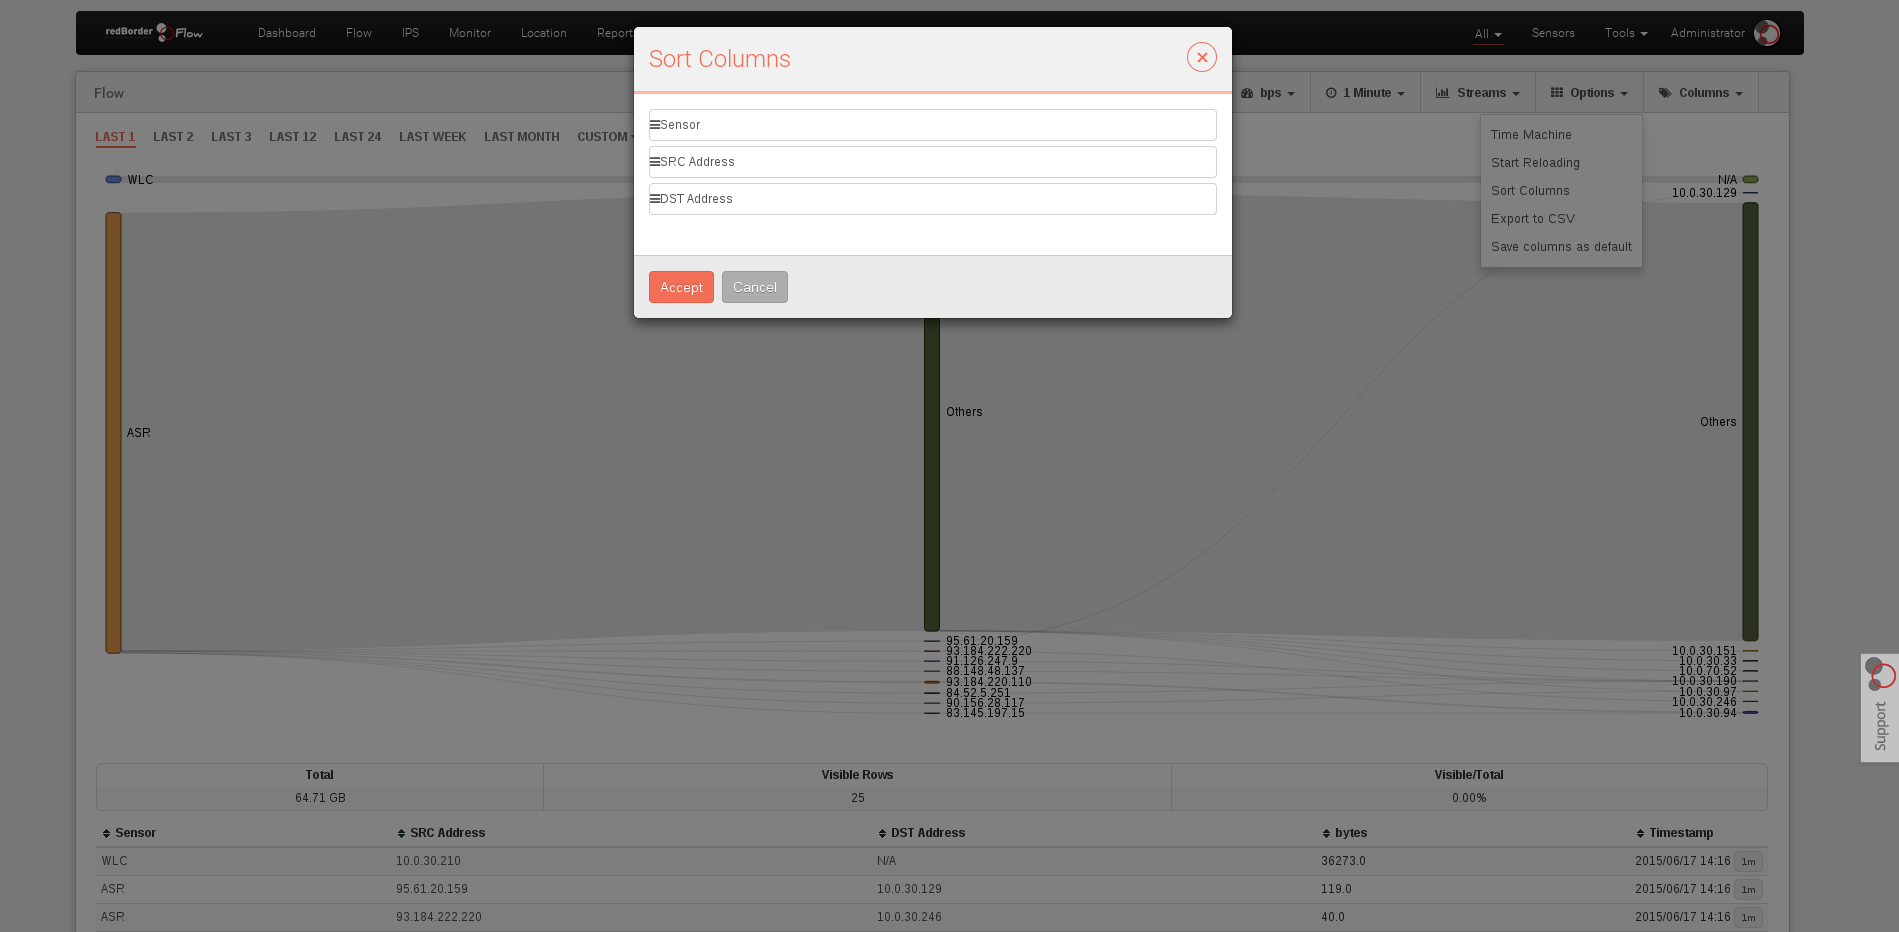 redBorder Flow
Dashboard Flow IPS Monitor Location Report
All Sensors Tools Administrator
Sort Columns
Flow
bps 1 Minute Streams Options Columns
LAST 1 LAST 2 LAST 3 LAST 12 LAST 24 LAST WEEK LAST MONTH CUSTOM
Sensor
SRC Address
DST Address
Accept Cancel
Time Machine
Start Reloading
Sort Columns
Export to CSV
Save columns as default
WLC
N/A
10.0.30.129
ASR
Others
Others
95.61.20.159
93.184.222.220
91.126.247.9
88.148.48.137
93.184.220.110
84.52.5.251
90.156.28.117
83.145.197.15
10.0.30.151
10.0.30.33
10.0.70.52
10.0.30.190
10.0.30.97
10.0.30.246
10.0.30.94
Support
Total Visible Rows Visible/Total
64.71 GB 25 0.00%
Sensor SRC Address DST Address bytes Timestamp
WLC 10.0.30.210 N/A 36273.0 2015/06/17 14:16 1m
ASR 95.61.20.159 10.0.30.129 119.0 2015/06/17 14:16 1m
ASR 93.184.222.220 10.0.30.246 40.0 2015/06/17 14:16 1m